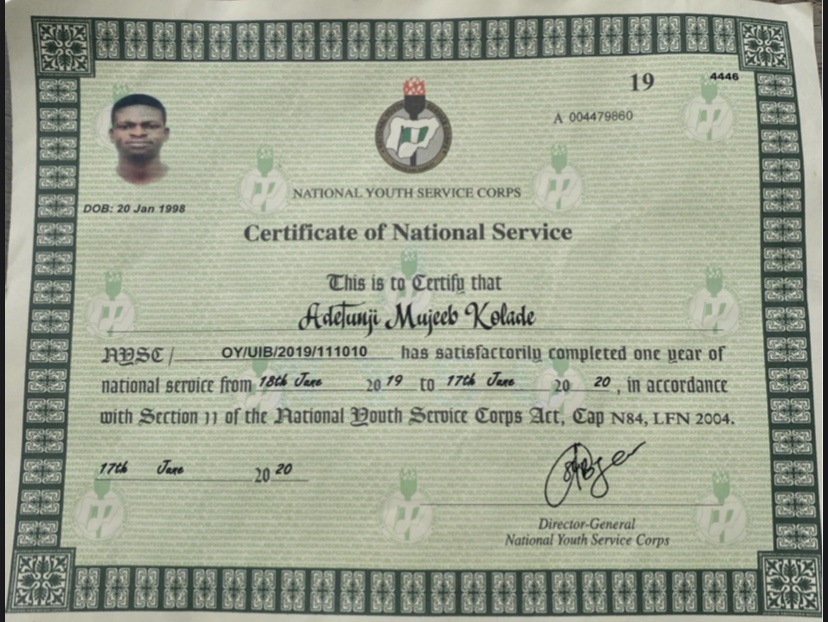 19
4446
A 004479860
DOB: 20 Jan 1998
NATIONAL YOUTH SERVICE CORPS
Certificate of National Service
This is to Certify that
Adetunji Mujeeb Kolade
NYSC / OY/UIB/2019/111010 has satisfactorily completed one year of
national service from 18th June 2019 to 17th June 2020, in accordance
with Section 11 of the National Youth Service Corps Act, Cap N84, LFN 2004.
17th June 2020
Director-General
National Youth Service Corps